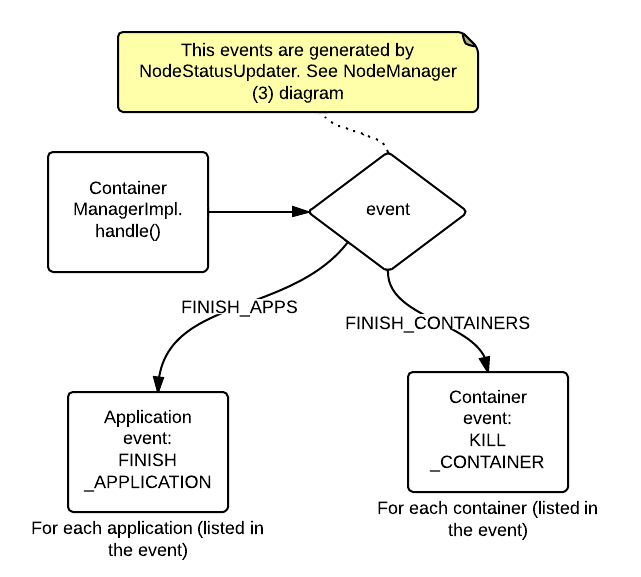 This events are generated by
NodeStatusUpdater. See NodeManager
(3) diagram
Container
ManagerImpl.
handle()
event
FINISH_APPS
FINISH_CONTAINERS
Application
event:
FINISH
_APPLICATION
Container
event:
KILL
_CONTAINER
For each application (listed in
the event)
For each container (listed in
the event)